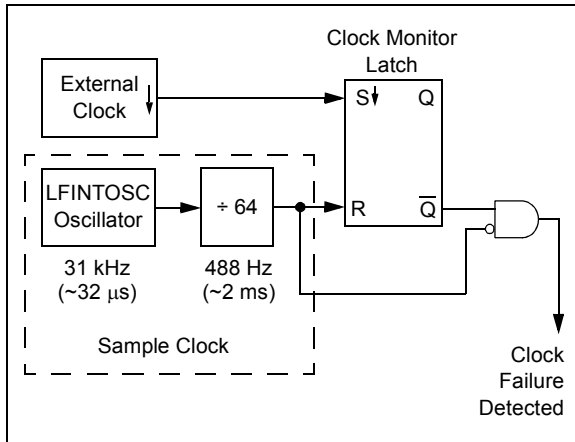 Clock Monitor
Latch
External
Clock
S
Q
LFINTOSC
Oscillator
÷ 64
R
Q̅
31 kHz
(~32 μs)
488 Hz
(~2 ms)
Sample Clock
Clock
Failure
Detected